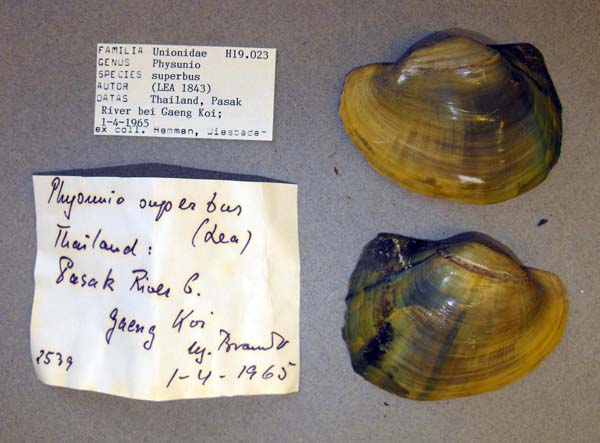 FAMILIA Unionidae H19.023
GENUS Physunio
SPECIES superbus
AUTOR (LEA 1843)
DATAS Thailand, Pasak
River bei Gaeng Koi;
1-4-1965
ex coll. Hemmen, Wiesbaden
Physunio superbus
(Lea)
Thailand:
Pasak River b.
Gaeng Koi
leg. Brandt
2539
1-4-1965